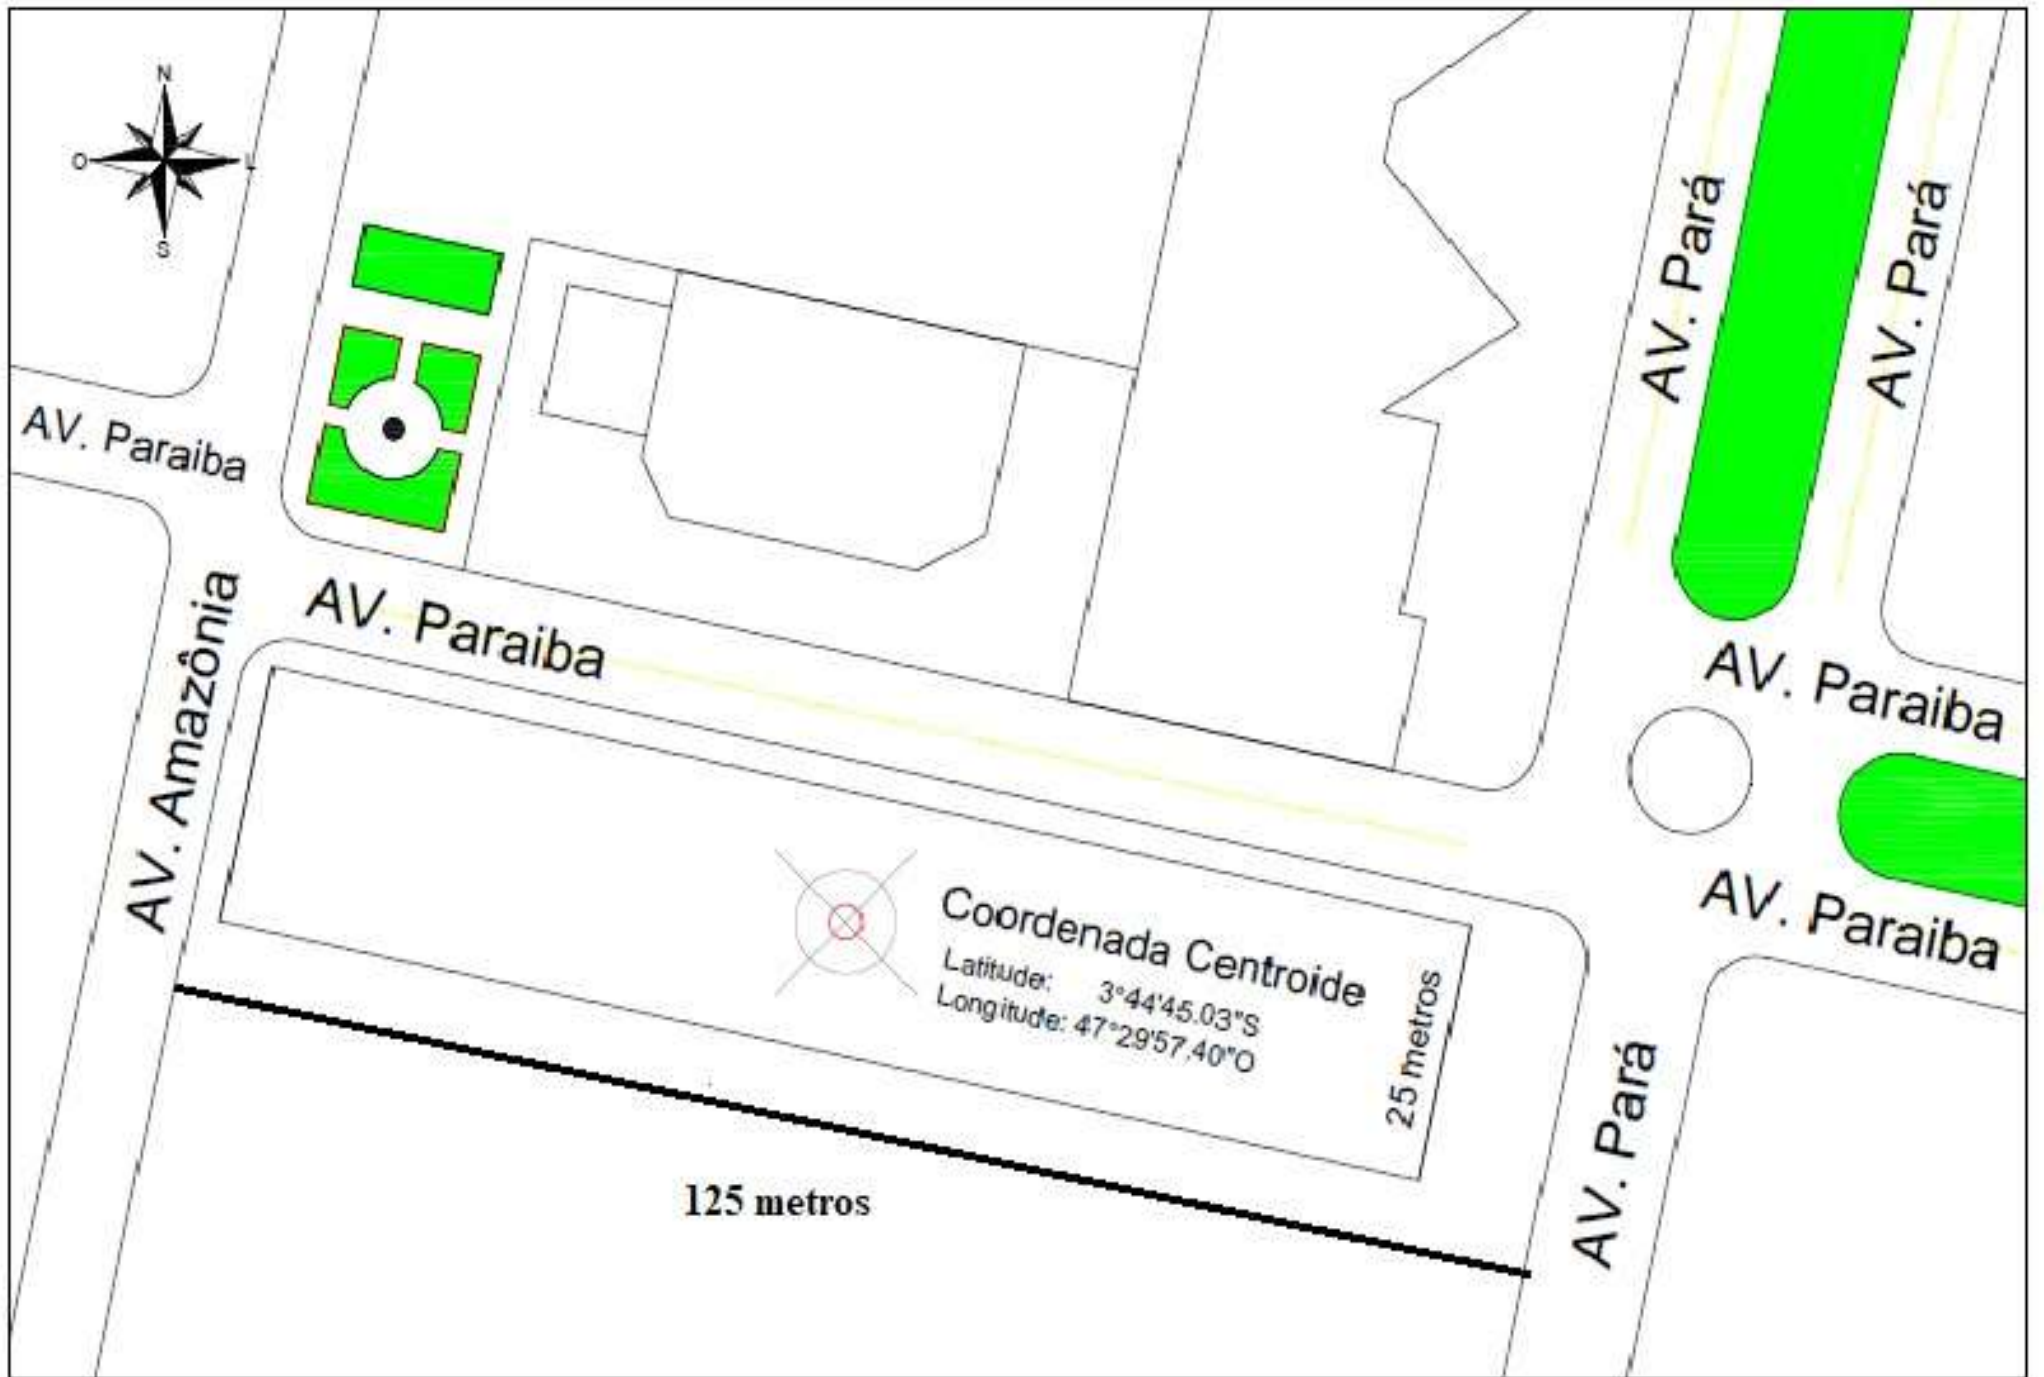 N
O
L
S
AV. Pará
AV. Pará
AV. Paraiba
AV. Paraiba
AV. Amazônia
AV. Paraiba
Coordenada Centroide
Latitude: 3°44'45.03"S
Longitude: 47°29'57.40"O
25 metros
AV. Paraiba
AV. Pará
125 metros